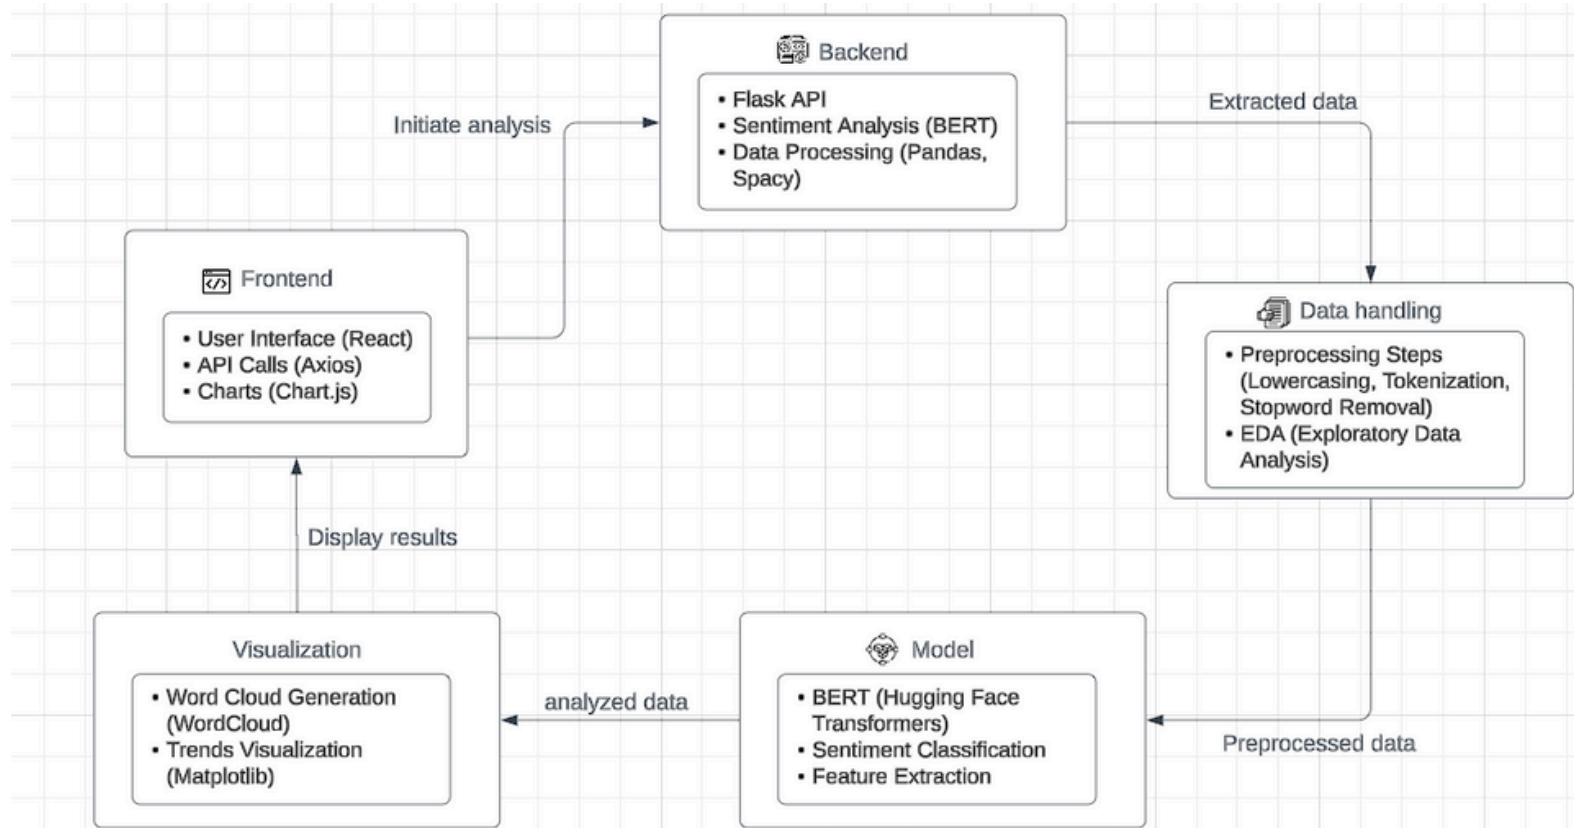 Backend
• Flask API
• Sentiment Analysis (BERT)
• Data Processing (Pandas,
Spacy)
Initiate analysis
Extracted data
Frontend
• User Interface (React)
• API Calls (Axios)
• Charts (Chart.js)
Data handling
• Preprocessing Steps
(Lowercasing, Tokenization,
Stopword Removal)
• EDA (Exploratory Data
Analysis)
Display results
Visualization
• Word Cloud Generation
(WordCloud)
• Trends Visualization
(Matplotlib)
analyzed data
Model
• BERT (Hugging Face
Transformers)
• Sentiment Classification
• Feature Extraction
Preprocessed data